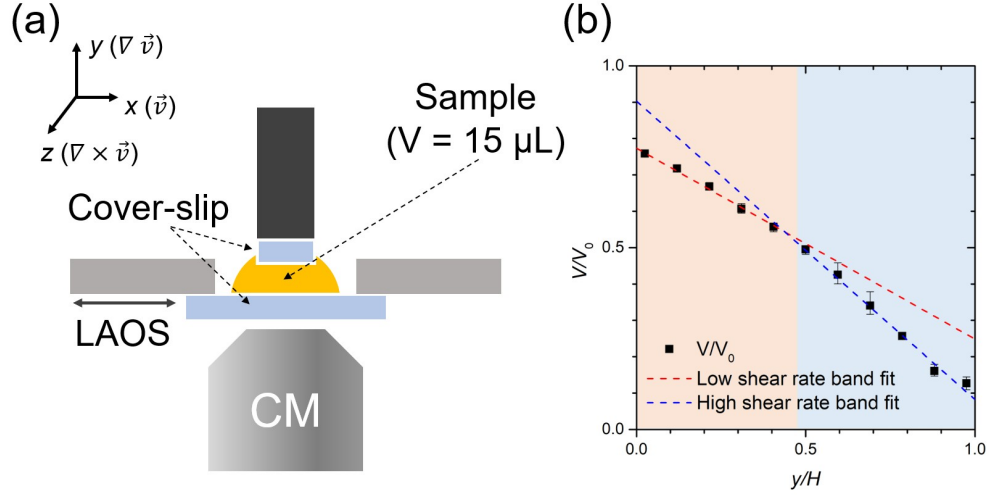 (a)
y (∇ v⃗)
x (v⃗)
z (∇ × v⃗)
Sample
(V = 15 µL)
Cover-slip
LAOS
CM
(b)
1.0
0.5
0.0
V/V₀
V/V₀
Low shear rate band fit
High shear rate band fit
0.0
0.5
1.0
y/H